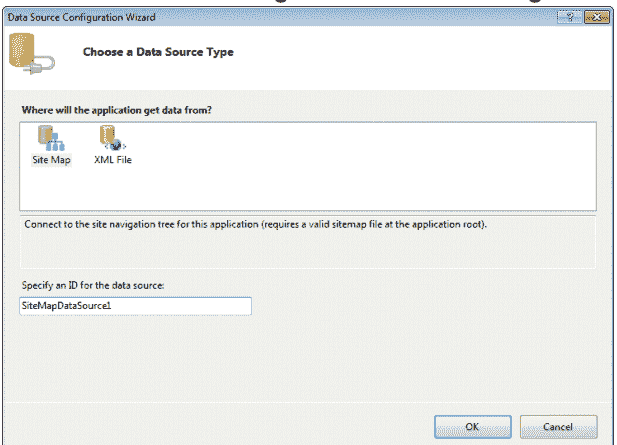 Data Source Configuration Wizard
Choose a Data Source Type
Where will the application get data from?
Site Map XML File
Connect to the site navigation tree for this application (requires a valid sitemap file at the application root).
Specify an ID for the data source:
SiteMapDataSource1
OK Cancel